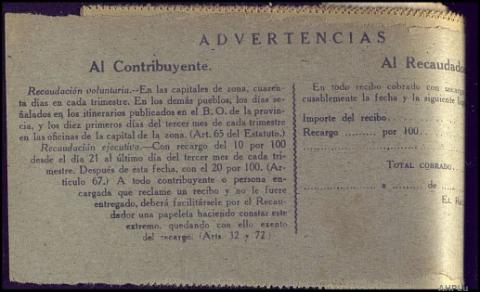 ADVERTENCIAS
Al Contribuyente.
Recaudación voluntaria.--En las capitales de zona, cuaren-
ta días en cada trimestre. En los demás pueblos, los días se-
ñalados en los itinerarios publicados en el B. O. de la provin-
cia, y los diez primeros días del tercer mes de cada trimestre
en las oficinas de la capital de la zona. (Art. 65 del Estatuto.)
Recaudación ejecutiva.—Con recargo del 10 por 100
desde el día 21 al último día del tercer mes de cada tri-
mestre. Después de esta fecha, con el 20 por 100. (Ar-
tículo 67.) A todo contribuyente o persona en-
cargada que reclame un recibo y no le fuere
entregado, deberá facilitársele por el Recau-
dador una papeleta haciendo constar este
extremo, quedando con ello exento
del recargo. (Arts. 32 y 72.)
Al Recaudado
En todo recibo cobrado con recarg
cusablemente la fecha y la siguiente
Importe del recibo
Recargo ........ por 100.
TOTAL COBRADO.
a ........ de
EL